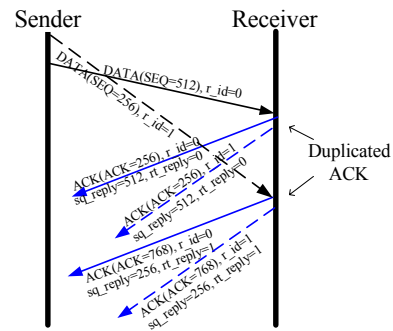 Sender
Receiver
DATA(SEQ=512), r_id=0
DATA(SEQ=256), r_id=1
ACK(ACK=256), r_id=0
sq_reply=512, rt_reply=0
ACK(ACK=256), r_id=1
sq_reply=512, rt_reply=0
Duplicated
ACK
ACK(ACK=768), r_id=0
sq_reply=256, rt_reply=1
ACK(ACK=768), r_id=1
sq_reply=256, rt_reply=1